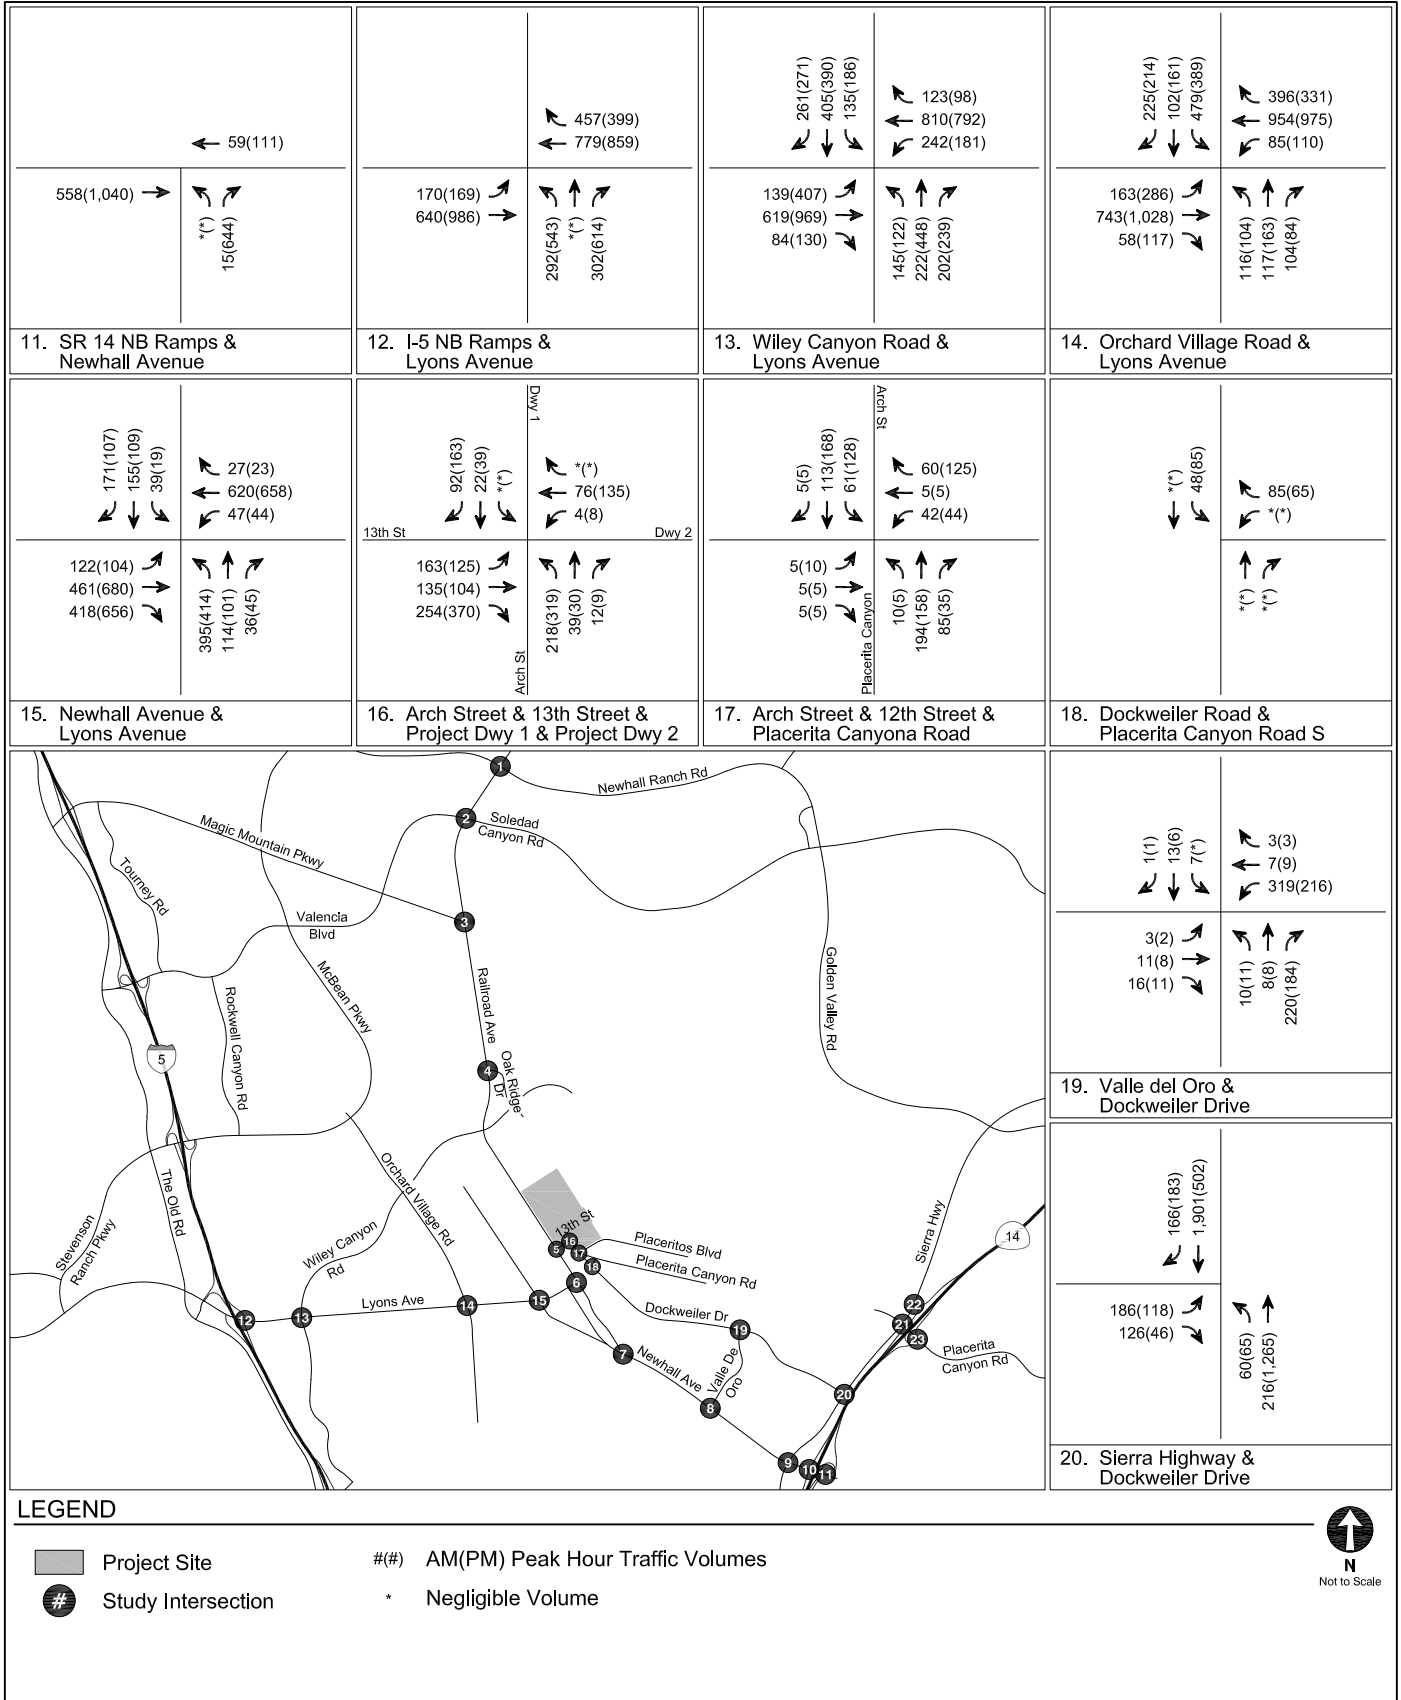 59(111)
558(1,040)
*(*)
15(644)
11. SR 14 NB Ramps &
Newhall Avenue
457(399)
779(859)
170(169)
640(986)
292(543)
*(*)
302(614)
12. I-5 NB Ramps &
Lyons Avenue
261(271)
405(390)
135(186)
123(98)
810(792)
242(181)
139(407)
619(969)
84(130)
145(122)
222(448)
202(239)
13. Wiley Canyon Road &
Lyons Avenue
225(214)
102(161)
479(389)
396(331)
954(975)
85(110)
163(286)
743(1,028)
58(117)
116(104)
117(163)
104(84)
14. Orchard Village Road &
Lyons Avenue
171(107)
155(109)
39(19)
27(23)
620(658)
47(44)
122(104)
461(680)
418(656)
395(414)
114(101)
36(45)
15. Newhall Avenue &
Lyons Avenue
Dwy 1
92(163)
22(39)
*(*)
*(*)
76(135)
4(8)
13th St
Dwy 2
163(125)
135(104)
254(370)
218(319)
39(30)
12(9)
Arch St
16. Arch Street & 13th Street &
Project Dwy 1 & Project Dwy 2
Arch St
5(5)
113(168)
61(128)
60(125)
5(5)
42(44)
5(10)
5(5)
5(5)
Placerita Canyon
10(5)
194(158)
85(35)
17. Arch Street & 12th Street &
Placerita Canyona Road
*(*)
48(85)
85(65)
*(*)
*(*)
*(*)
18. Dockweiler Road &
Placerita Canyon Road S
1(1)
13(6)
7(*)
3(3)
7(9)
319(216)
3(2)
11(8)
16(11)
10(11)
8(8)
220(184)
19. Valle del Oro &
Dockweiler Drive
166(183)
1,901(502)
186(118)
126(46)
60(65)
216(1,265)
20. Sierra Highway &
Dockweiler Drive
1
Newhall Ranch Rd
2
Soledad
Canyon Rd
Magic Mountain Pkwy
Tourney Rd
3
Valencia
Blvd
McBean Pkwy
Railroad Ave
Golden Valley Rd
Rockwell Canyon Rd
5
4
Oak Ridge
Dr
The Old Rd
Stevenson
Ranch Pkwy
Orchard Village Rd
Wiley Canyon
Rd
13th St
5
16
17
18
Placeritos Blvd
Placerita Canyon Rd
Sierra Hwy
14
6
Lyons Ave
12
13
14
15
Dockweiler Dr
19
22
21
23
Placerita
Canyon Rd
7
Newhall Ave
Valle De
Oro
8
20
9
10
11
LEGEND
Project Site
#(#) AM(PM) Peak Hour Traffic Volumes
# Study Intersection
* Negligible Volume
N
Not to Scale